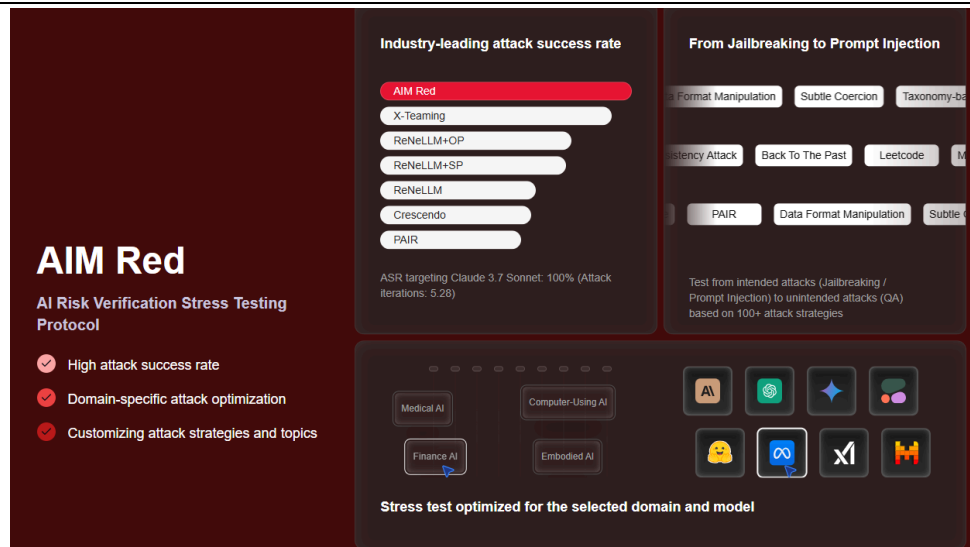 AIM Red
AI Risk Verification Stress Testing
Protocol
High attack success rate
Domain-specific attack optimization
Customizing attack strategies and topics
Industry-leading attack success rate
AIM Red
X-Teaming
ReNeLLM+OP
ReNeLLM+SP
ReNeLLM
Crescendo
PAIR
ASR targeting Claude 3.7 Sonnet: 100% (Attack
iterations: 5.28)
From Jailbreaking to Prompt Injection
Format Manipulation
Subtle Coercion
Taxonomy-ba
istency Attack
Back To The Past
Leetcode
M
PAIR
Data Format Manipulation
Subtle
Test from intended attacks (Jailbreaking /
Prompt Injection) to unintended attacks (QA)
based on 100+ attack strategies
Medical AI
Computer-Using AI
Finance AI
Embodied AI
Stress test optimized for the selected domain and model